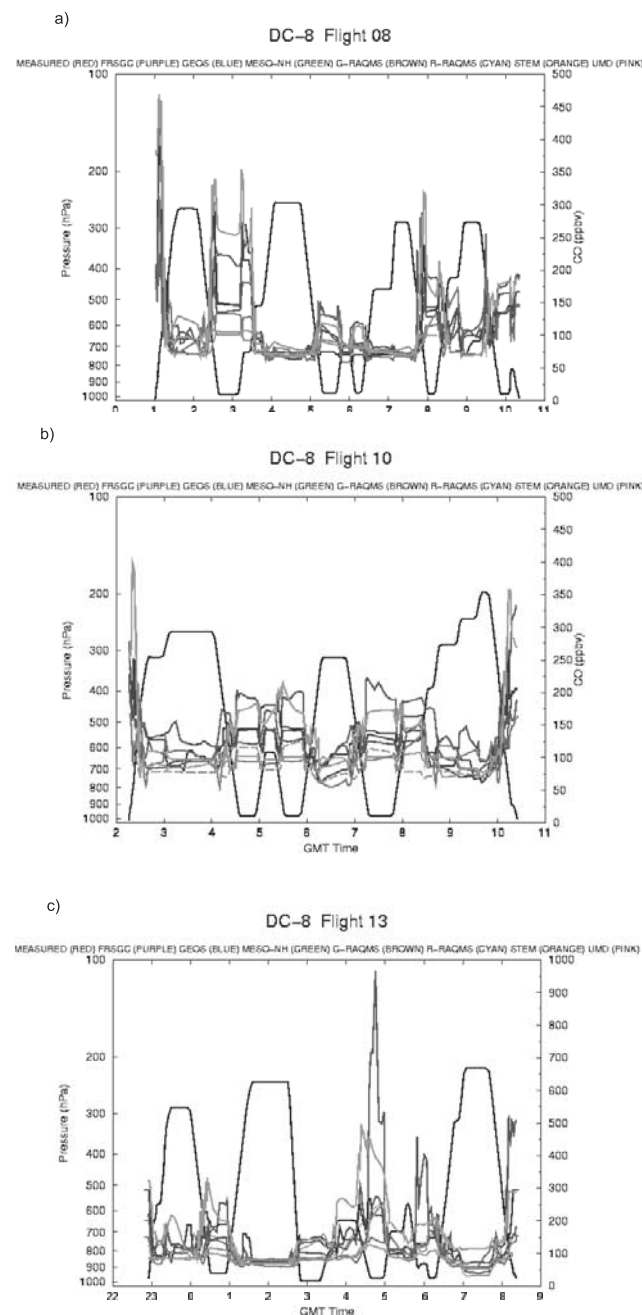 a)
DC-8 Flight 08
MEASURED (RED) FRSGC (PURPLE) GEOS (BLUE) MESO-NH (GREEN) G-RAQMS (BROWN) R-RAQMS (CYAN) STEM (ORANGE) UMD (PINK)
100 500
450
400
200 350
300 300
250
400 200
500 150
600
700 100
800
900 50
1000 0
Pressure (hPa)
CO (ppbv)
0 1 2 3 4 5 6 7 8 9 10 11
b)
DC-8 Flight 10
MEASURED (RED) FRSGC (PURPLE) GEOS (BLUE) MESO-NH (GREEN) G-RAQMS (BROWN) R-RAQMS (CYAN) STEM (ORANGE) UMD (PINK)
100 500
450
400
200 350
300 300
250
400 200
500 150
600
700 100
800
900 50
1000 0
Pressure (hPa)
CO (ppbv)
2 3 4 5 6 7 8 9 10 11
GMT Time
c)
DC-8 Flight 13
MEASURED (RED) FRSGC (PURPLE) GEOS (BLUE) MESO-NH (GREEN) G-RAQMS (BROWN) R-RAQMS (CYAN) STEM (ORANGE) UMD (PINK)
100 1000
900
800
200 700
300 600
500
400 400
500 300
600
700 200
800
900 100
1000 0
Pressure (hPa)
22 23 0 1 2 3 4 5 6 7 8 9
GMT Time